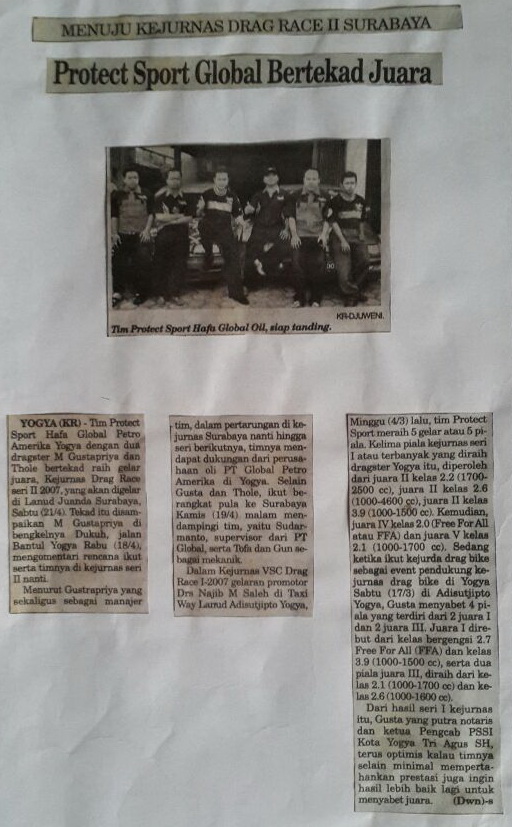 MENUJU KEJURNAS DRAG RACE II SURABAYA
Protect Sport Global Bertekad Juara
KR-DJUWENI.
Tim Protect Sport Hafa Global Oil, siap tanding.
YOGYA (KR) - Tim Protect
Sport Hafa Global Petro
Amerika Yogya dengan dua
dragster M Gustapriya dan
Thole bertekad raih gelar
juara, Kejurnas Drag Race
seri II 2007, yang akan digelar
di Lanud Juanda Surabaya,
Sabtu (21/4). Tekad itu disam-
paikan M Gustapriya di
bengkelnya Dukuh, jalan
Bantul Yogya Rabu (18/4),
mengomentari rencana ikut
serta timnya di kejurnas seri
II nanti.
Menurut Gustrapriya yang
sekaligus sebagai manajer
tim, dalam pertarungan di ke-
jurnas Surabaya nanti hingga
seri berikutnya, timnya men-
dapat dukungan dari perusa-
haan oli PT Global Petro
Amerika di Yogya. Selain
Gusta dan Thole, ikut be-
rangkat pula ke Surabaya
Kamis (19/4) malam men-
dampingi tim, yaitu Sudar-
manto, supervisor dari PT
Global, serta Tofa dan Gun se-
bagai mekanik.
Dalam Kejurnas VSC Drag
Race I-2007 gelaran promotor
Drs Najib M Saleh di Taxi
Way Lanud Adisutjipto Yogya,
Minggu (4/3) lalu, tim Protect
Sport meraih 5 gelar atau 5 pi-
ala. Kelima piala kejurnas seri
I atau terbanyak yang diraih
dragster Yogya itu, diperoleh
dari juara II kelas 2.2 (1700-
2500 cc), juara II kelas 2.6
(1000-4600 cc), juara II kelas
3.9 (1000-1500 cc). Kemudian,
juara IV kelas 2.0 (Free For All
atau FFA) dan juara V kelas
2.1 (1000-1700 cc). Sedang
ketika ikut kejurda drag bike
sebagai event pendukung ke-
jurnas drag bike di Yogya
Sabtu (17/3) di Adisutjipto
Yogya, Gusta menyabet 4 pi-
ala yang terdiri dari 2 juara I
dan 2 juara III. Juara I dire-
but dari kelas bergengsi 2.7
Free For All (FFA) dan kelas
3.9 (1000-1500 cc), serta dua
piala juara III, diraih dari ke-
las 2.1 (1000-1700 cc) dan ke-
las 2.6 (1000-1600 cc).
Dari hasil seri I kejurnas
itu, Gusta yang putra notaris
dan ketua Pengcab PSSI
Kota Yogya Tri Agus SH,
terus optimis kalau timnya
selain minimal memperta-
hankan prestasi juga ingin
hasil lebih baik lagi untuk
menyabet juara. (Dwn)-s